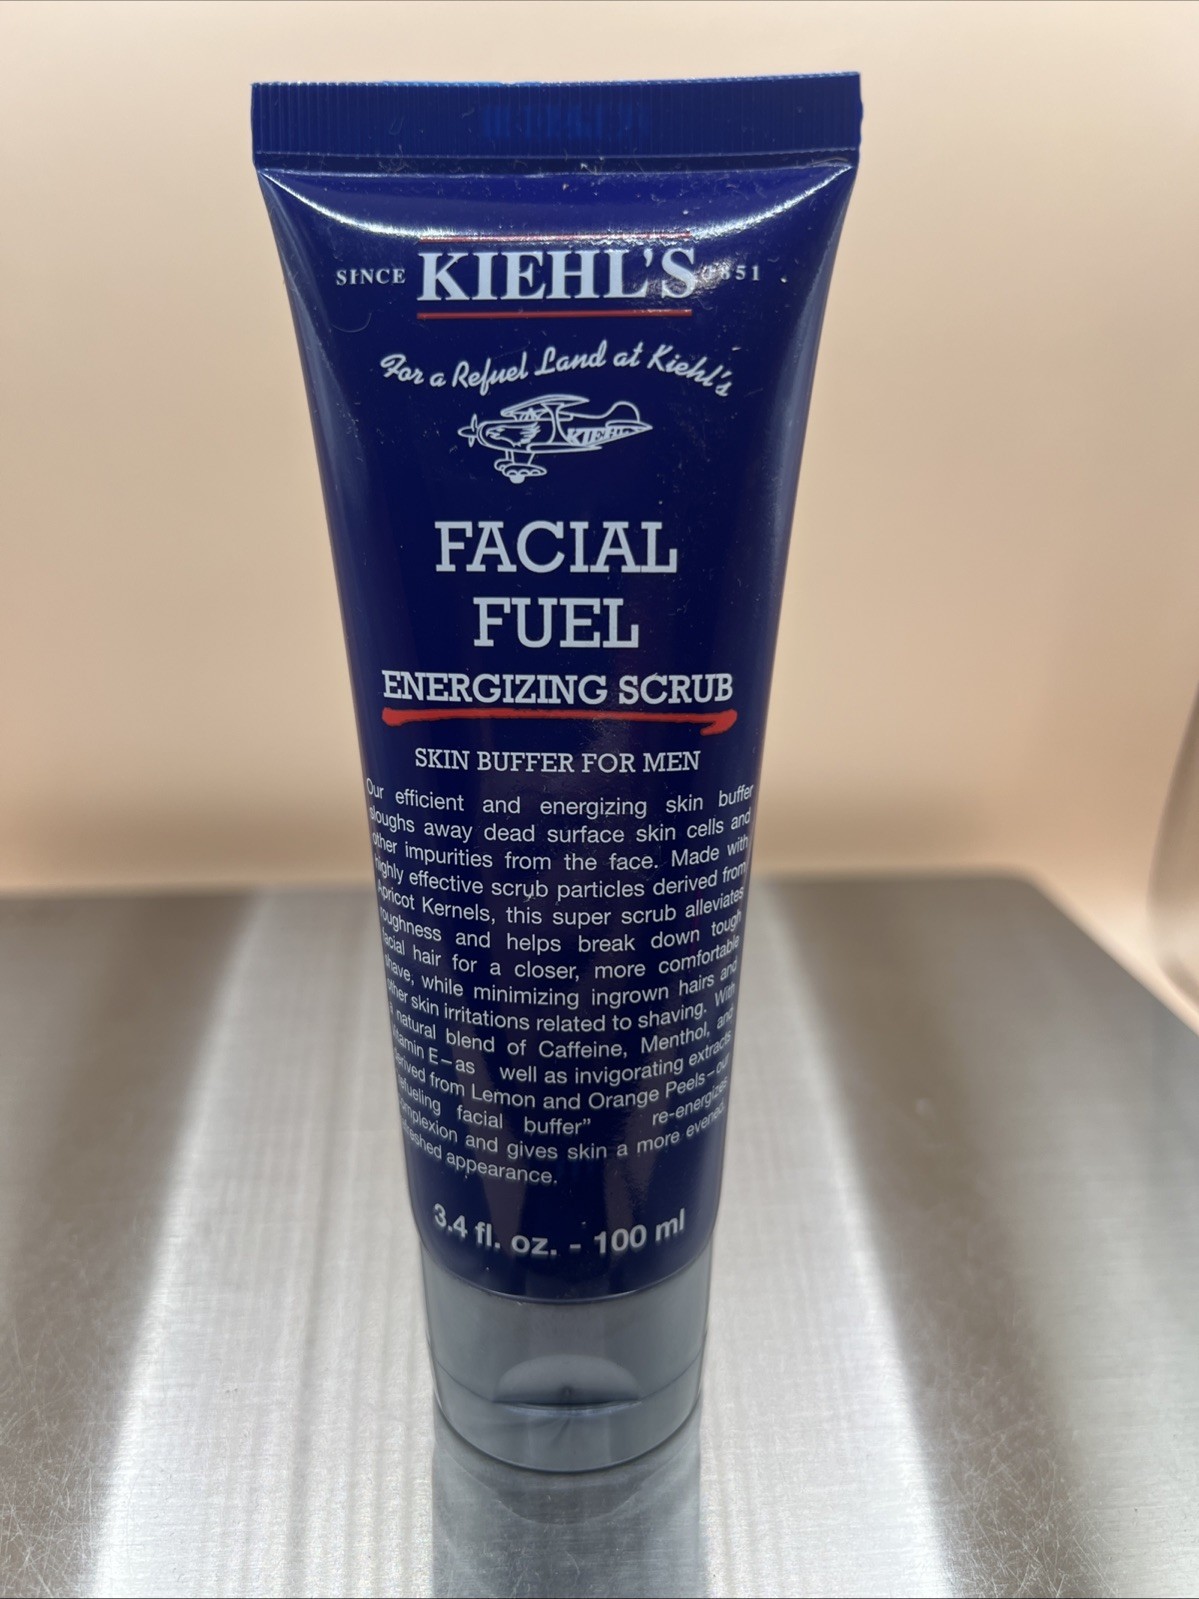 SINCE KIEHL'S 1851
For a Refuel Land at Kiehl's
KIEHL'S
FACIAL
FUEL
ENERGIZING SCRUB
SKIN BUFFER FOR MEN
Our efficient and energizing skin buffer
sloughs away dead surface skin cells and
other impurities from the face. Made with
highly effective scrub particles derived from
Apricot Kernels, this super scrub alleviates
roughness and helps break down tough
facial hair for a closer, more comfortable
shave, while minimizing ingrown hairs and
other skin irritations related to shaving. With
a natural blend of Caffeine, Menthol, and
Vitamin E–as well as invigorating extracts
derived from Lemon and Orange Peels–our
refueling facial buffer” re-energizes
complexion and gives skin a more evened,
refreshed appearance.
3.4 fl. oz. - 100 ml